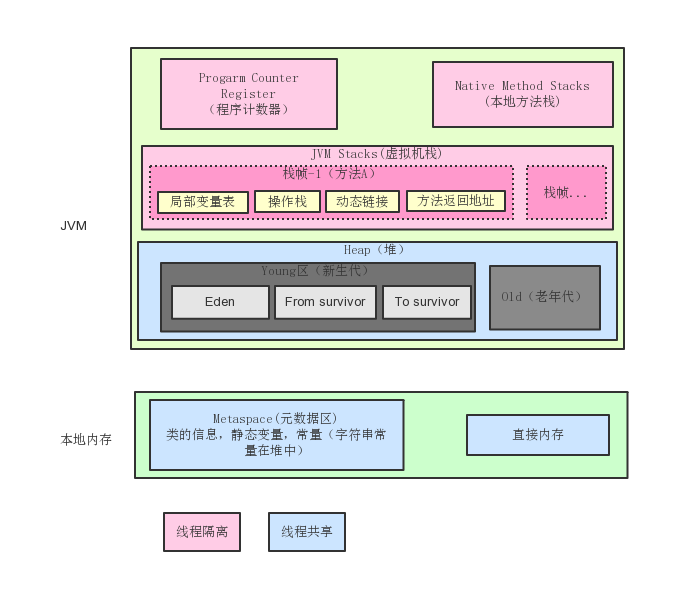 Progarm Counter
Register
（程序计数器）
Native Method Stacks
(本地方法栈)
JVM Stacks(虚拟机栈)
栈帧-1（方法A）
局部变量表
操作栈
动态链接
方法返回地址
栈帧...
JVM
Heap（堆）
Young区（新生代）
Eden
From survivor
To survivor
Old（老年代）
本地内存
Metaspace(元数据区)
类的信息，静态变量，常量（字符串常
量在堆中）
直接内存
线程隔离
线程共享